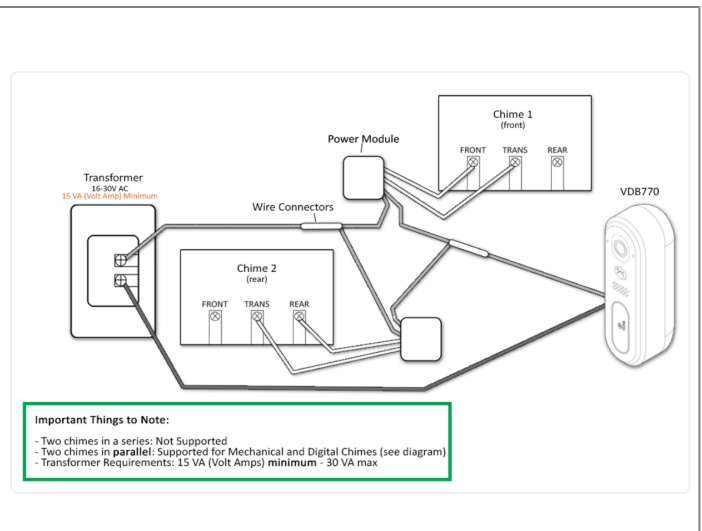 Chime 1
(front)
Power Module
FRONT TRANS REAR
Transformer
16-30V AC
15 VA (Volt Amp) Minimum
VDB770
Wire Connectors
Chime 2
(rear)
FRONT TRANS REAR
Important Things to Note:
- Two chimes in a series: Not Supported
- Two chimes in parallel: Supported for Mechanical and Digital Chimes (see diagram)
- Transformer Requirements: 15 VA (Volt Amps) minimum - 30 VA max